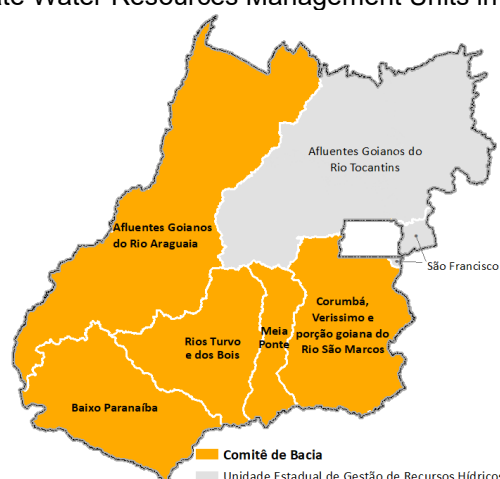 ate Water Resources Management Units in
Afluentes Goianos do
Rio Tocantins
Afluentes Goianos
do Rio Araguaia
São Francisco
Corumbá,
Verissimo e
porção goiana do
Rio São Marcos
Meia
Ponte
Rios Turvo
e dos Bois
Baixo Paranaíba
Comitê de Bacia
Unidade Estadual de Gestão de Recursos Hídricos